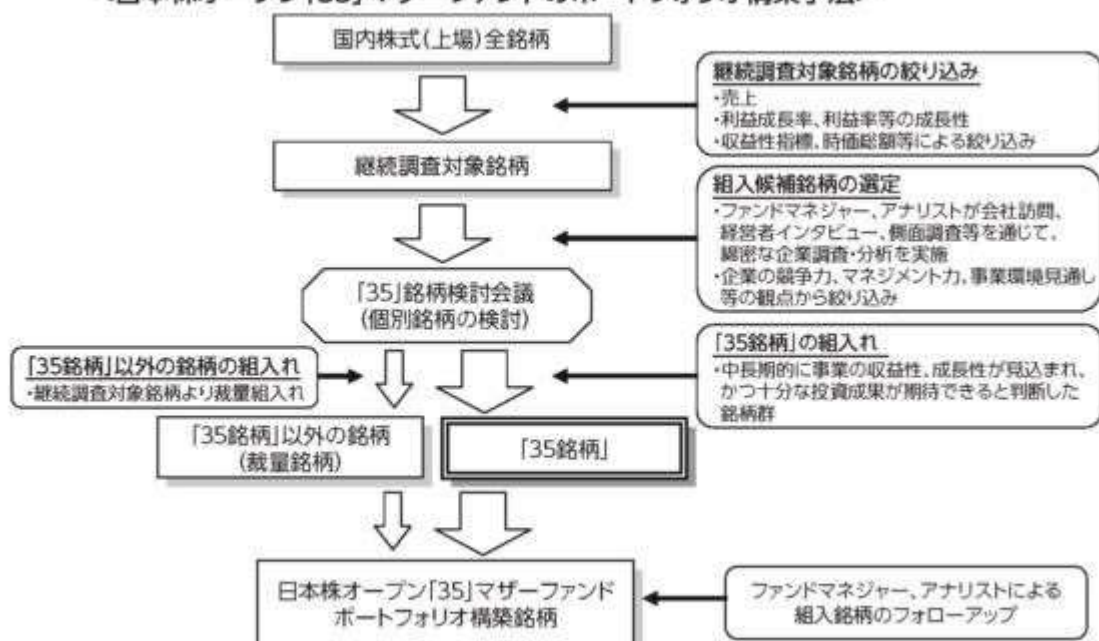 国内株式(上場)全銘柄
継続調査対象銘柄の絞り込み
・売上
・利益成長率、利益率等の成長性
・収益性指標、時価総額等による絞り込み
継続調査対象銘柄
組入候補銘柄の選定
・ファンドマネジャー、アナリストが会社訪問、
経営者インタビュー、側面調査等を通じて、
綿密な企業調査・分析を実施
・企業の競争力、マネジメント力、事業環境見通し
等の観点から絞り込み
「35」銘柄検討会議
(個別銘柄の検討)
「35銘柄」以外の銘柄の組入れ
・継続調査対象銘柄より裁量組入れ
「35銘柄」の組入れ
・中長期的に事業の収益性、成長性が見込まれ、
かつ十分な投資成果が期待できると判断した
銘柄群
「35銘柄」以外の銘柄
(裁量銘柄)
「35銘柄」
日本株オープン「35」マザーファンド
ポートフォリオ構築銘柄
ファンドマネジャー、アナリストによる
組入銘柄のフォローアップ